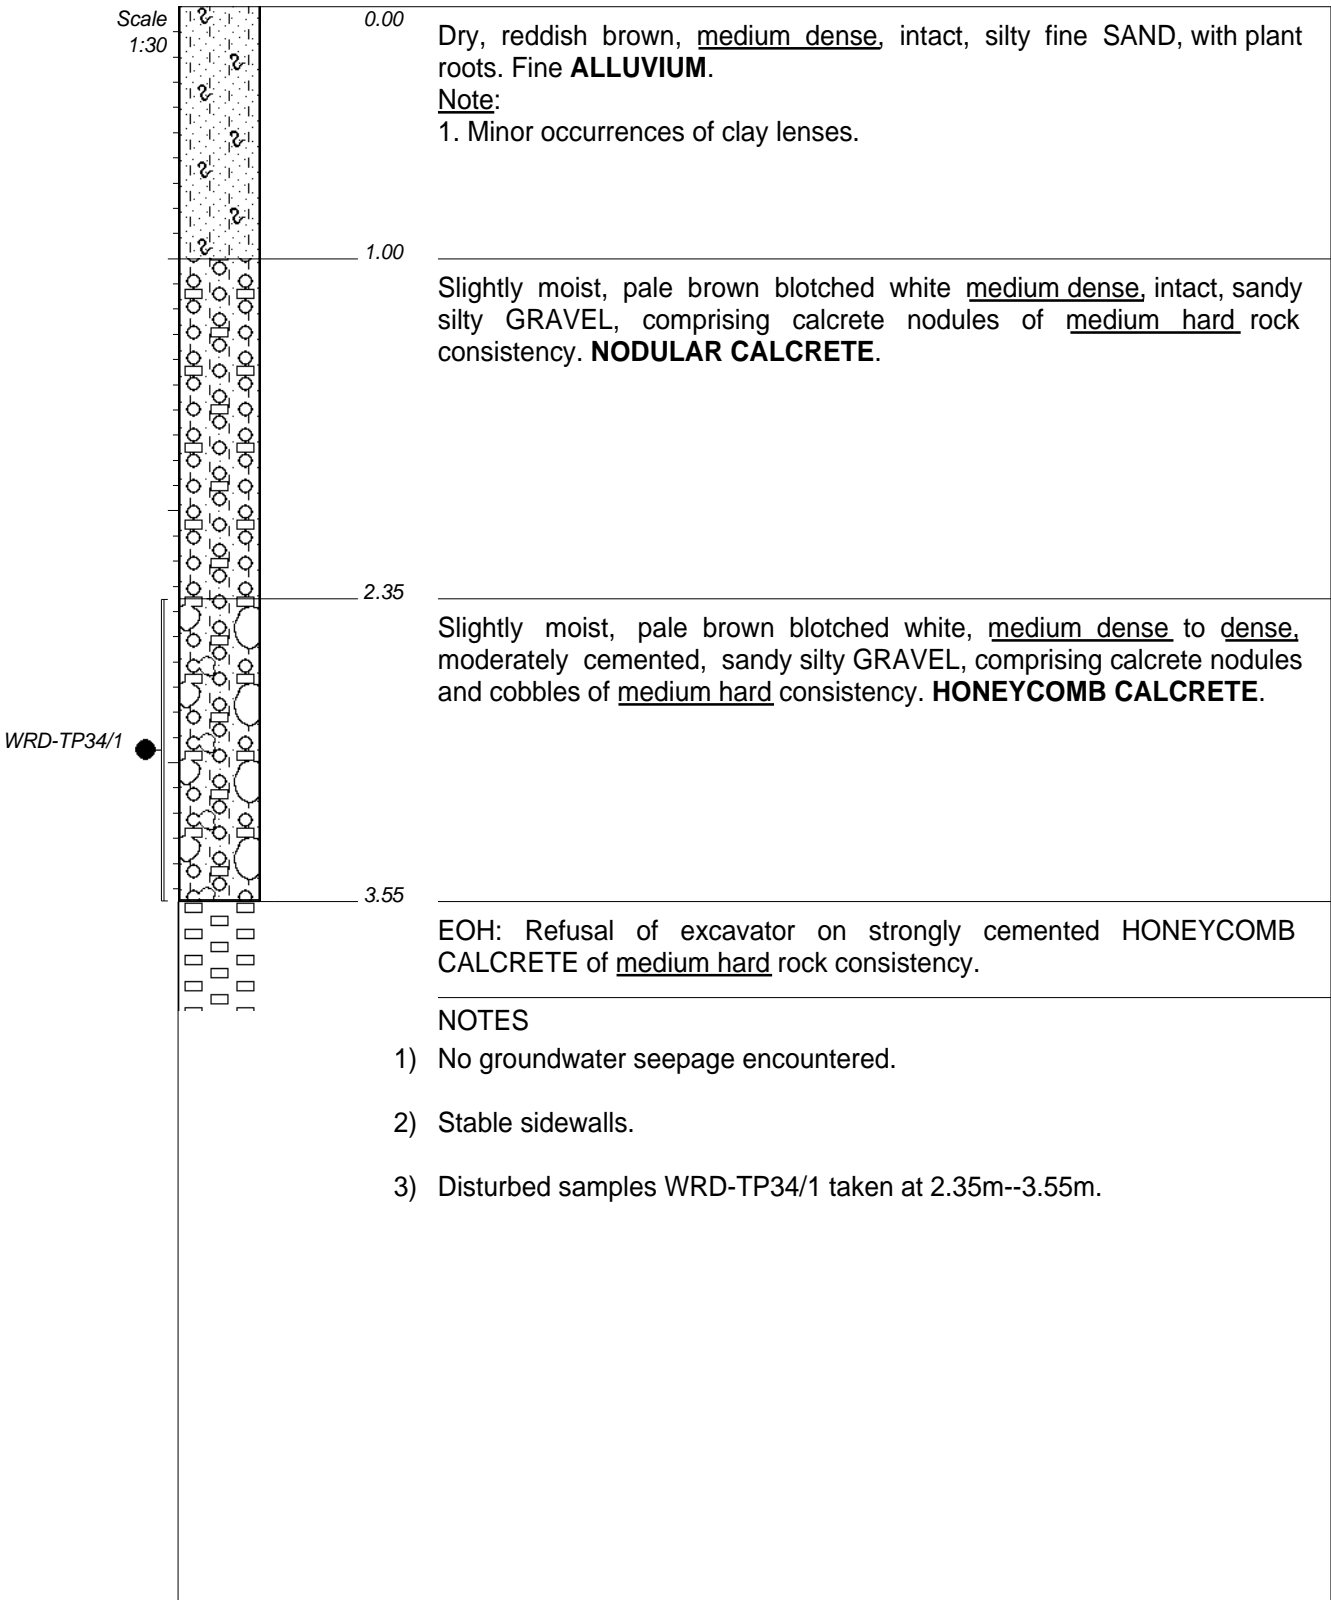 Scale
1:30
0.00
Dry, reddish brown, medium dense, intact, silty fine SAND, with plant
roots. Fine ALLUVIUM.
Note:
1. Minor occurrences of clay lenses.
1.00
Slightly moist, pale brown blotched white medium dense, intact, sandy
silty GRAVEL, comprising calcrete nodules of medium hard rock
consistency. NODULAR CALCRETE.
2.35
Slightly moist, pale brown blotched white, medium dense to dense,
moderately cemented, sandy silty GRAVEL, comprising calcrete nodules
and cobbles of medium hard consistency. HONEYCOMB CALCRETE.
WRD-TP34/1
3.55
EOH: Refusal of excavator on strongly cemented HONEYCOMB
CALCRETE of medium hard rock consistency.
NOTES
1) No groundwater seepage encountered.
2) Stable sidewalls.
3) Disturbed samples WRD-TP34/1 taken at 2.35m--3.55m.